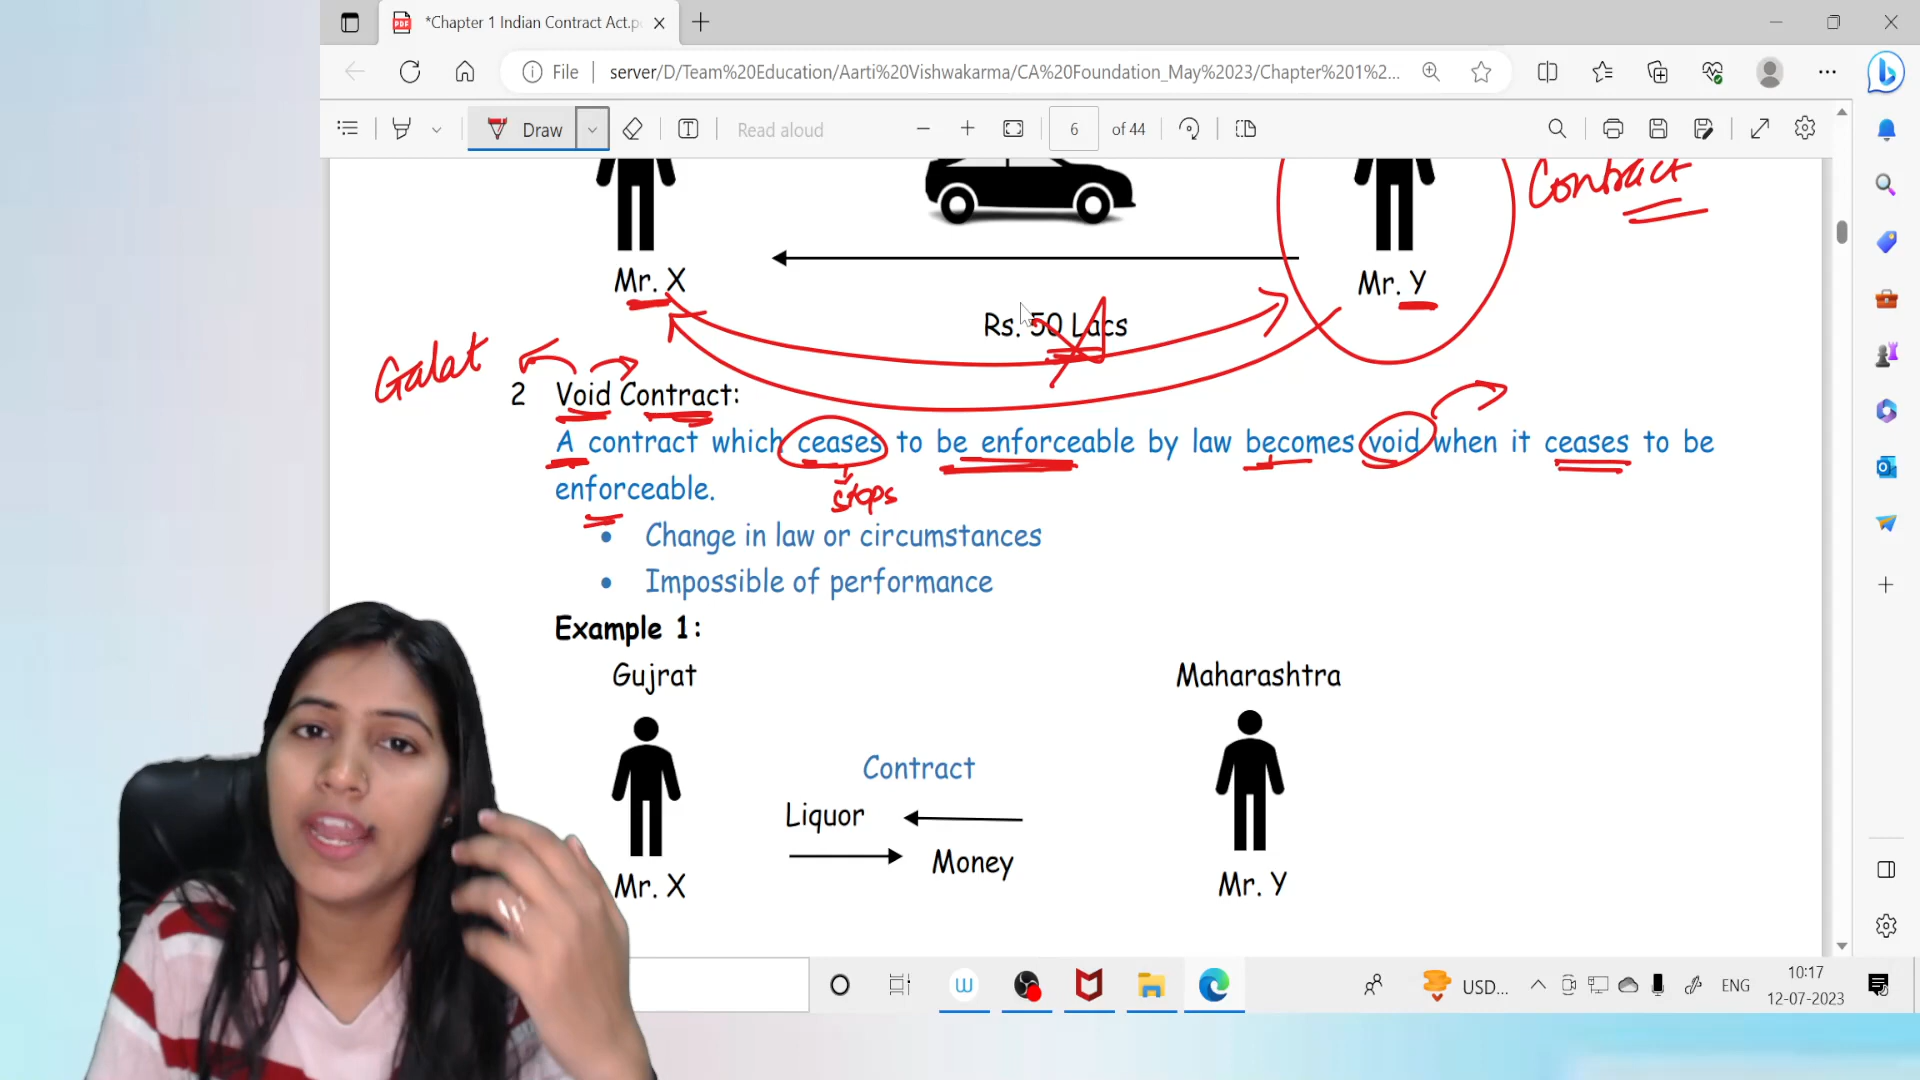 *Chapter 1 Indian Contract Act.p
File
server/D/Team%20Education/Aarti%20Vishwakarma/CA%20Foundation_May%2023/Chapter%201%2...
Draw
Read aloud
6
of 44
Contract
Mr. X
Mr. Y
Rs. 50 Lacs
Galat
2 Void Contract:
A contract which ceases to be enforceable by law becomes void when it ceases to be
enforceable.
stops
• Change in law or circumstances
• Impossible of performance
Example 1:
Gujrat
Maharashtra
Contract
Liquor
Money
Mr. X
Mr. Y
USD...
ENG
10:17
12-07-2023